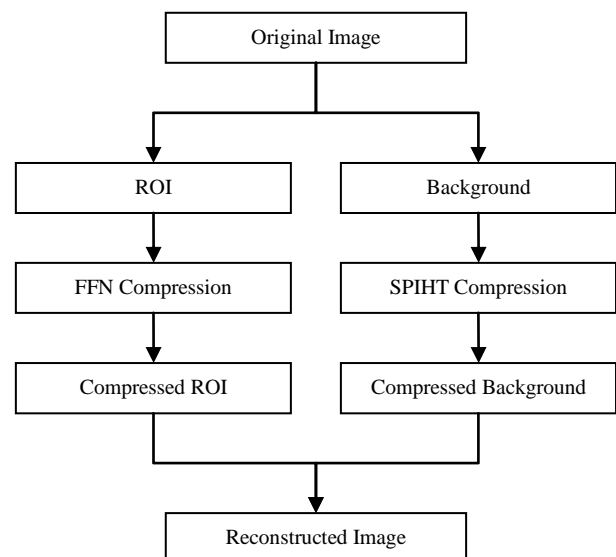 Original Image
ROI
Background
FFN Compression
SPIHT Compression
Compressed ROI
Compressed Background
Reconstructed Image